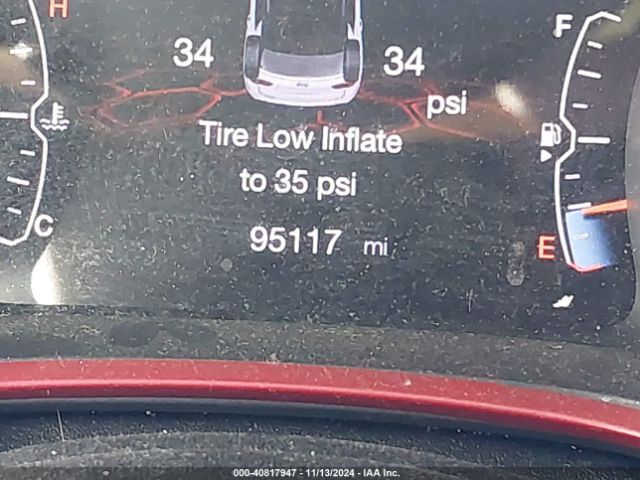 H
F
34
34
psi
Tire Low Inflate
to 35 psi
C
95117 mi
E
000-40817947 - 11/13/2024 - IAA Inc.